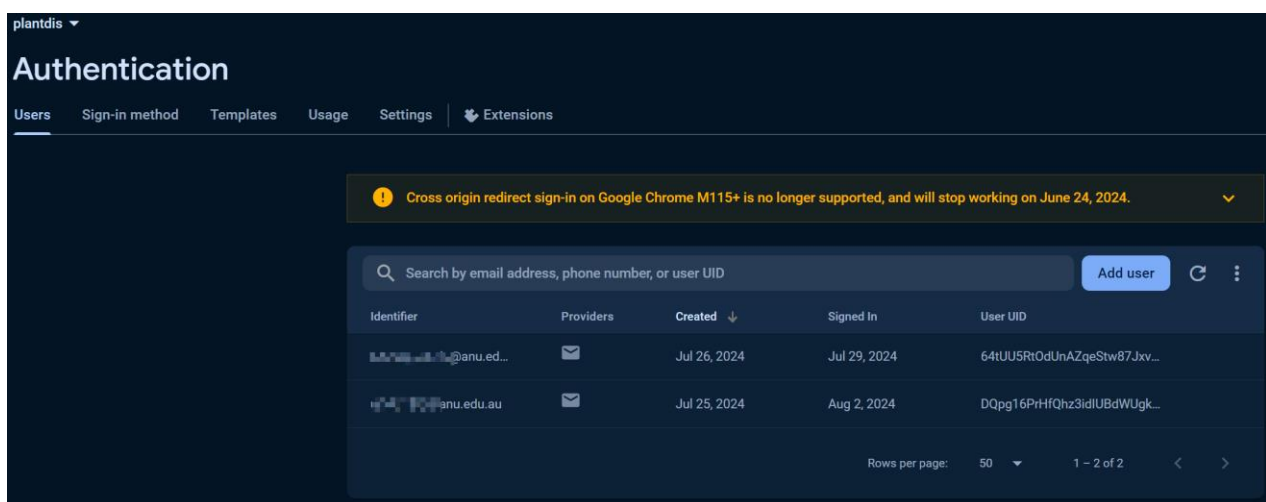 plantdis
Authentication
Users Sign-in method Templates Usage Settings Extensions
Cross origin redirect sign-in on Google Chrome M115+ is no longer supported, and will stop working on June 24, 2024.
Search by email address, phone number, or user UID Add user
Identifier Providers Created Signed In User UID
@anu.ed... Jul 26, 2024 Jul 29, 2024 64tUU5RtOdUnAZqeStw87Jxv...
anu.edu.au Jul 25, 2024 Aug 2, 2024 DQpg16PrHfQhz3idIUBdWUgk...
Rows per page: 50 1 – 2 of 2